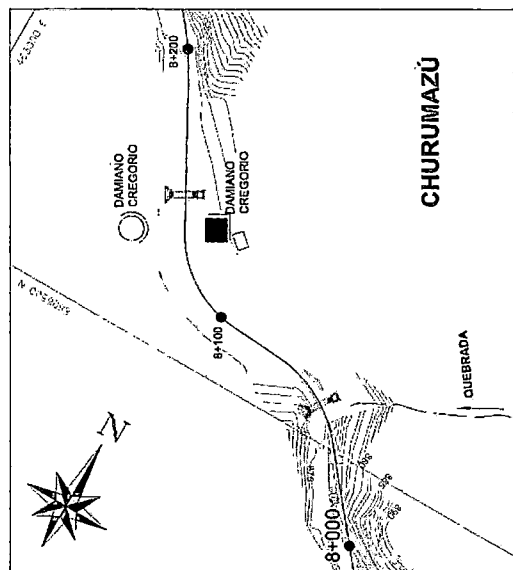 8+200
DAMIANO
CREGORIO
DAMIANO
CREGORIO
CHURUMAZÚ
8+100
QUEBRADA
N
8+000